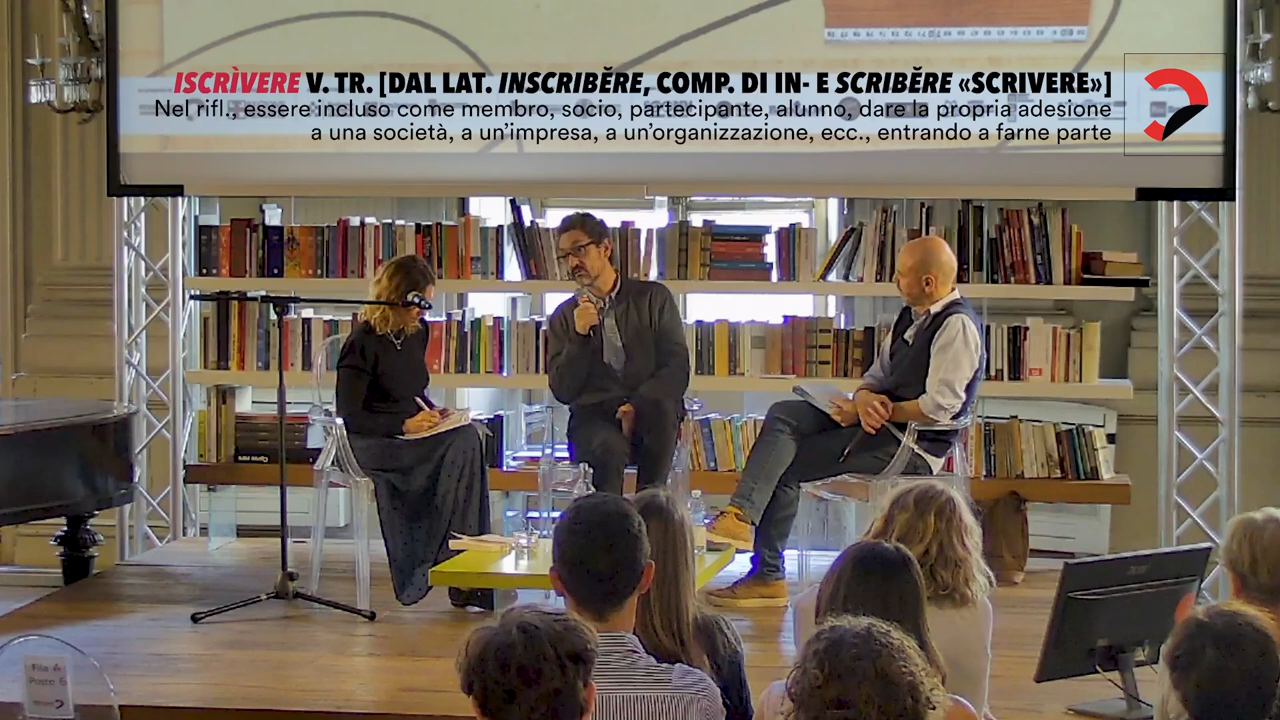 ISCRÌVERE V. TR. [DAL LAT. INSCRIBĔRE, COMP. DI IN- E SCRIBĔRE «SCRIVERE»]
Nel rifl., essere incluso come membro, socio, partecipante, alunno, dare la propria adesione
a una società, a un'impresa, a un'organizzazione, ecc., entrando a farne parte
Fila A
Posto 6